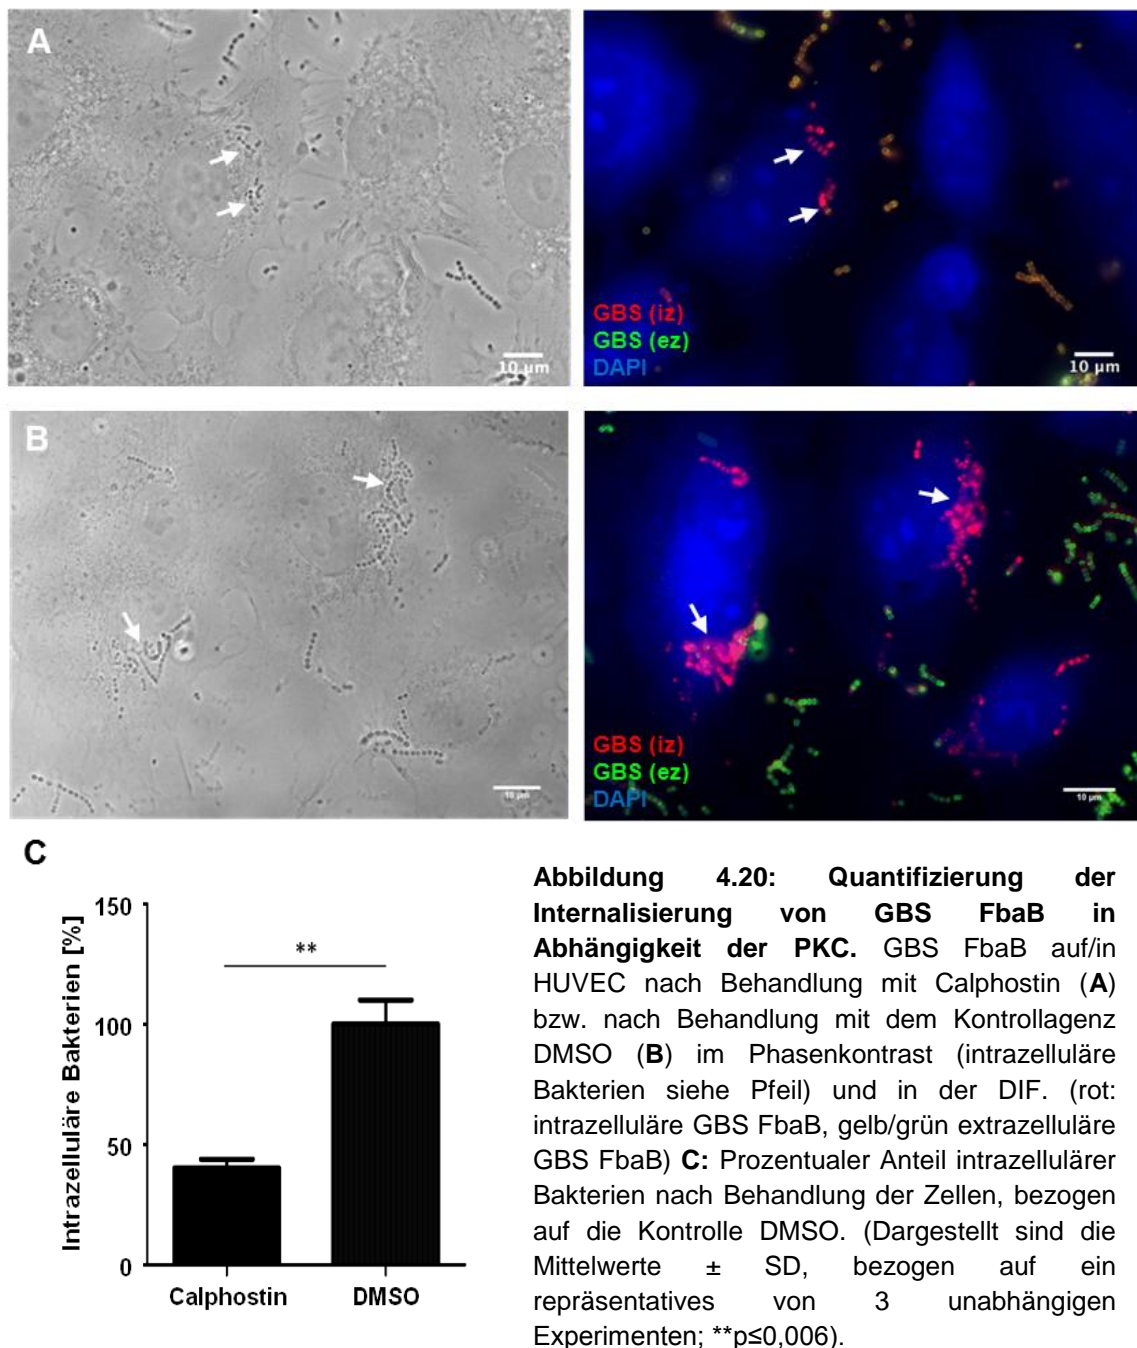 A
10 µm
GBS (iz)
GBS (ez)
DAPI
10 µm
B
10 µm
GBS (iz)
GBS (ez)
DAPI
10 µm
C
Intrazelluläre Bakterien [%]
150
100
50
0
**
Calphostin
DMSO
Abbildung 4.20: Quantifizierung der
Internalisierung von GBS FbaB in
Abhängigkeit der PKC. GBS FbaB auf/in
HUVEC nach Behandlung mit Calphostin (A)
bzw. nach Behandlung mit dem Kontrollagenz
DMSO (B) im Phasenkontrast (intrazelluläre
Bakterien siehe Pfeil) und in der DIF. (rot:
intrazelluläre GBS FbaB, gelb/grün extrazelluläre
GBS FbaB) C: Prozentualer Anteil intrazellulärer
Bakterien nach Behandlung der Zellen, bezogen
auf die Kontrolle DMSO. (Dargestellt sind die
Mittelwerte ± SD, bezogen auf ein
repräsentatives von 3 unabhängigen
Experimenten; **p≤0,006).